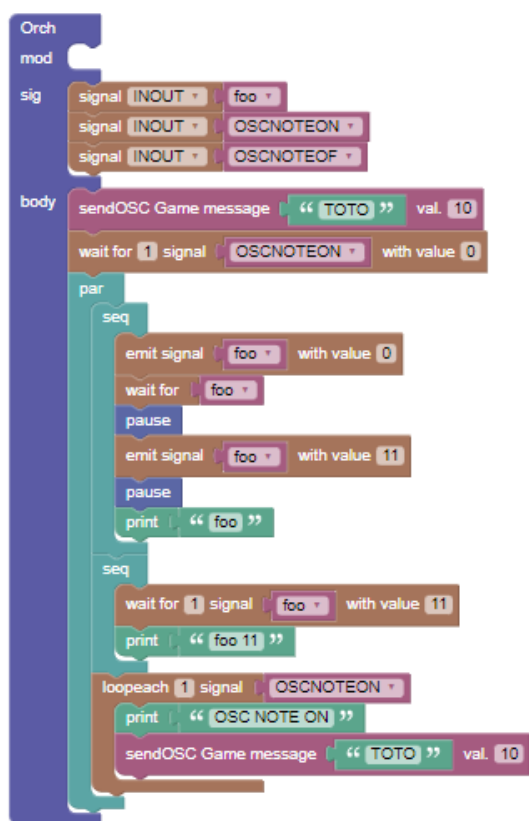 Orch
mod
sig signal INOUT foo
signal INOUT OSCNOTEON
signal INOUT OSCNOTEOF
body sendOSC Game message “ TOTO ” val. 10
wait for 1 signal OSCNOTEON with value 0
par
seq
emit signal foo with value 0
wait for foo
pause
emit signal foo with value 11
pause
print “ foo ”
seq
wait for 1 signal foo with value 11
print “ foo 11 ”
loopeach 1 signal OSCNOTEON
print “ OSC NOTE ON ”
sendOSC Game message “ TOTO ” val. 10